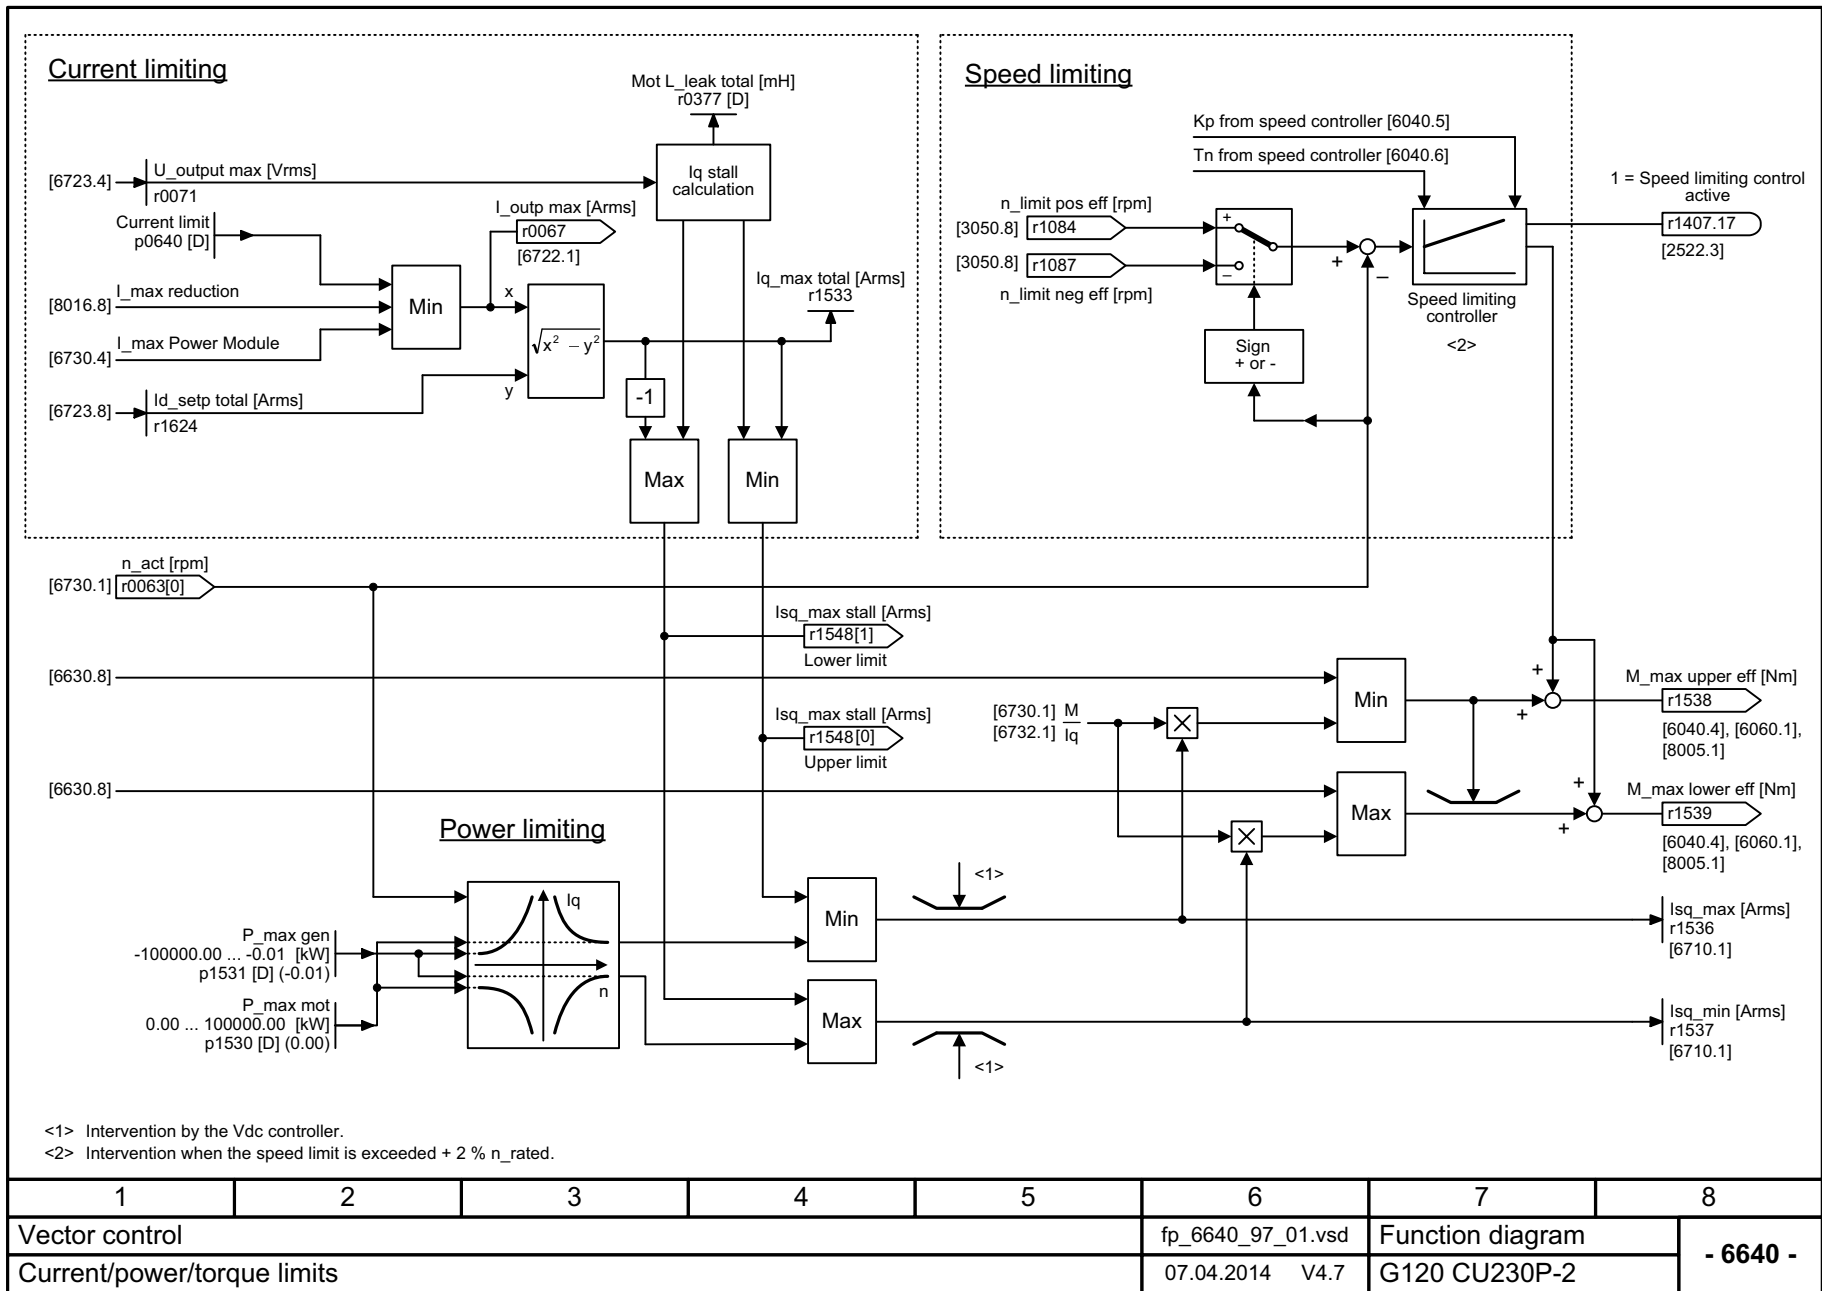 Current limiting
Mot L_leak total [mH]
r0377 [D]
[6723.4]
U_output max [Vrms]
r0071
Iq stall
calculation
Current limit
p0640 [D]
I_outp max [Arms]
r0067
[6722.1]
[8016.8]
I_max reduction
Min
x
Iq_max total [Arms]
r1533
[6730.4]
I_max Power Module
√x² – y²
[6723.8]
Id_setp total [Arms]
r1624
y
-1
Max
Min
Speed limiting
Kp from speed controller [6040.5]
Tn from speed controller [6040.6]
1 = Speed limiting control
active
r1407.17
[2522.3]
n_limit pos eff [rpm]
[3050.8]
r1084
+
[3050.8]
r1087
–
n_limit neg eff [rpm]
+
–
Speed limiting
controller
<2>
Sign
+ or -
n_act [rpm]
[6730.1]
r0063[0]
Isq_max stall [Arms]
r1548[1]
Lower limit
[6630.8]
Isq_max stall [Arms]
r1548[0]
Upper limit
[6730.1]
[6732.1]
M
Iq
Min
+
+
M_max upper eff [Nm]
r1538
[6040.4], [6060.1],
[8005.1]
[6630.8]
Max
+
+
M_max lower eff [Nm]
r1539
[6040.4], [6060.1],
[8005.1]
Power limiting
Iq
n
P_max gen
-100000.00 ... -0.01 [kW]
p1531 [D] (-0.01)
P_max mot
0.00 ... 100000.00 [kW]
p1530 [D] (0.00)
Min
<1>
Isq_max [Arms]
r1536
[6710.1]
Max
<1>
Isq_min [Arms]
r1537
[6710.1]
<1> Intervention by the Vdc controller.
<2> Intervention when the speed limit is exceeded + 2 % n_rated.
1 2 3 4 5 6 7 8
Vector control
fp_6640_97_01.vsd
Function diagram
- 6640 -
Current/power/torque limits
07.04.2014 V4.7
G120 CU230P-2